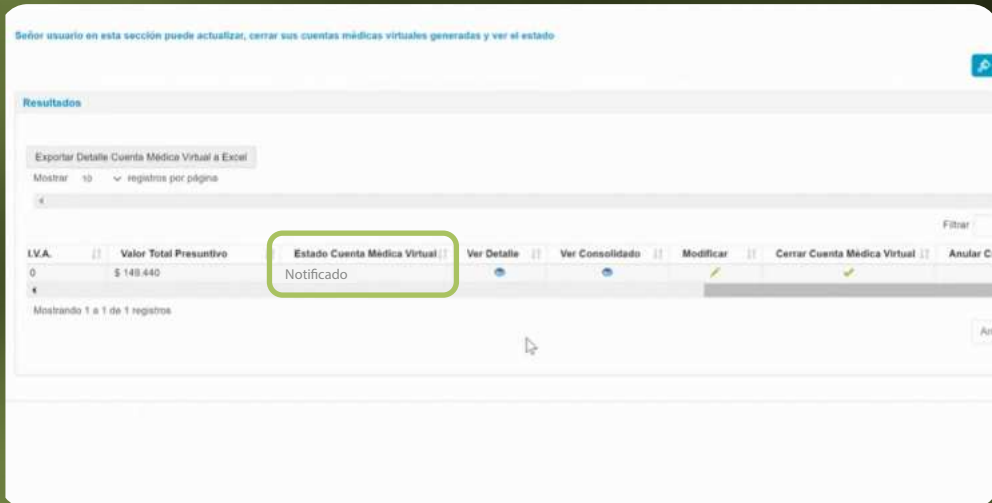 Señor usuario en esta sección puede actualizar, cerrar sus cuentas médicas virtuales generadas y ver el estado
Resultados
Exportar Detalle Cuenta Médica Virtual a Excel
Mostrar 10 registros por página
Filtrar
I.V.A. Valor Total Presuntivo Estado Cuenta Médica Virtual Ver Detalle Ver Consolidado Modificar Cerrar Cuenta Médica Virtual Anular C
0 $ 149.440 Notificado
Mostrando 1 a 1 de 1 registros
An